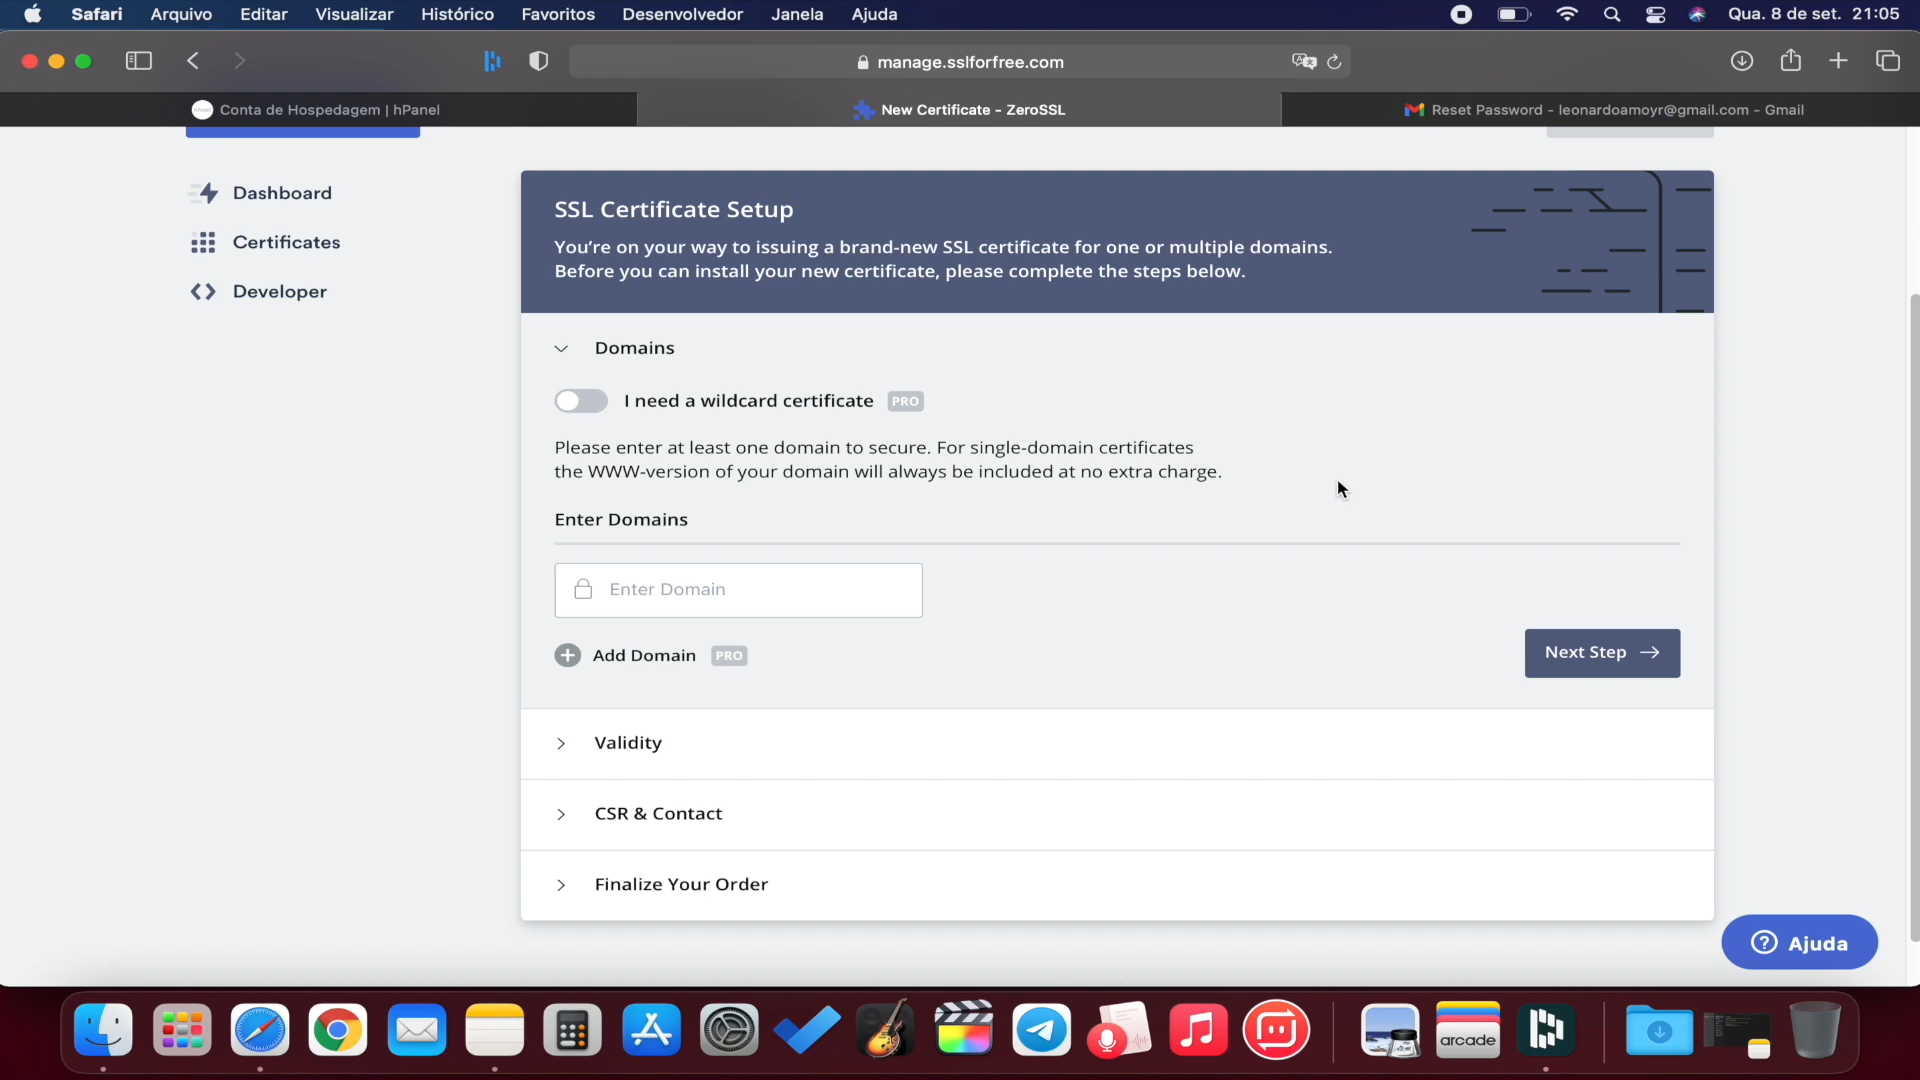 Safari Arquivo Editar Visualizar Histórico Favoritos Desenvolvedor Janela Ajuda Qua. 8 de set. 21:05
manage.sslforfree.com
Conta de Hospedagem | hPanel
New Certificate - ZeroSSL
Reset Password - leonardoamoyr@gmail.com - Gmail
Dashboard
Certificates
Developer
SSL Certificate Setup
You're on your way to issuing a brand-new SSL certificate for one or multiple domains.
Before you can install your new certificate, please complete the steps below.
Domains
I need a wildcard certificate PRO
Please enter at least one domain to secure. For single-domain certificates
the WWW-version of your domain will always be included at no extra charge.
Enter Domains
Enter Domain
Add Domain PRO
Next Step
Validity
CSR & Contact
Finalize Your Order
Ajuda
arcade